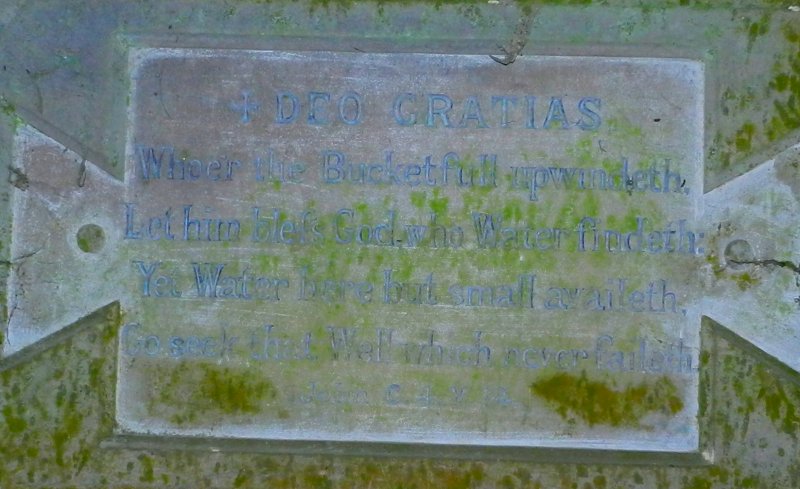 + DEO GRATIAS
Whoe'r the Bucketfull upwindeth,
Let him bleſs God, who Water findeth:
Yet Water here but small availeth,
Go seek that Well which never faileth.
John C. 4. V. 14.